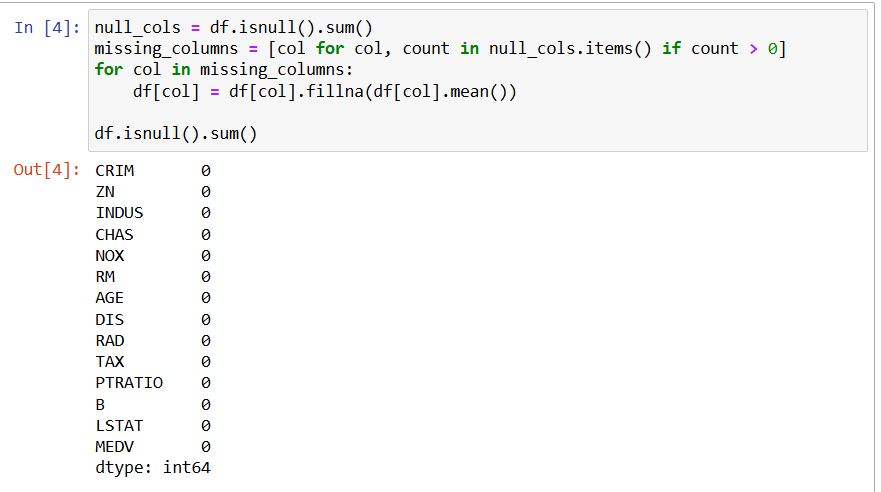 In [4]: null_cols = df.isnull().sum()
missing_columns = [col for col, count in null_cols.items() if count > 0]
for col in missing_columns:
    df[col] = df[col].fillna(df[col].mean())

df.isnull().sum()
Out[4]: CRIM       0
ZN         0
INDUS      0
CHAS       0
NOX        0
RM         0
AGE        0
DIS        0
RAD        0
TAX        0
PTRATIO    0
B          0
LSTAT      0
MEDV       0
dtype: int64